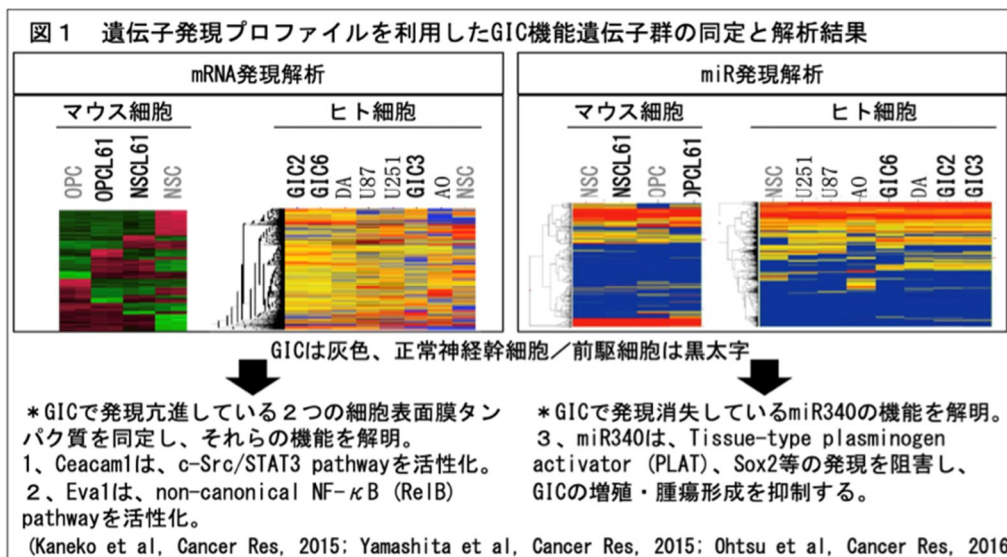 図1 遺伝子発現プロファイルを利用したGIC機能遺伝子群の同定と解析結果
mRNA発現解析
マウス細胞
ヒト細胞
OPC
OPCL61
NSCL61
NSC
GIC2
GIC6
DA
U87
U251
GIC3
AO
NSC
miR発現解析
マウス細胞
ヒト細胞
NSC
NSCL61
OPC
OPCL61
NSC
U251
U87
AO
GIC6
DA
GIC2
GIC3
GICは灰色、正常神経幹細胞/前駆細胞は黒太字
*GICで発現亢進している2つの細胞表面膜タン
パク質を同定し、それらの機能を解明。
1、Ceacam1は、c-Src/STAT3 pathwayを活性化。
2、Eva1は、non-canonical NF-κB (RelB)
pathwayを活性化。
*GICで発現消失しているmiR340の機能を解明。
3、miR340は、Tissue-type plasminogen
activator (PLAT)、Sox2等の発現を阻害し、
GICの増殖・腫瘍形成を抑制する。
(Kaneko et al, Cancer Res, 2015; Yamashita et al, Cancer Res, 2015; Ohtsu et al, Cancer Res, 2016